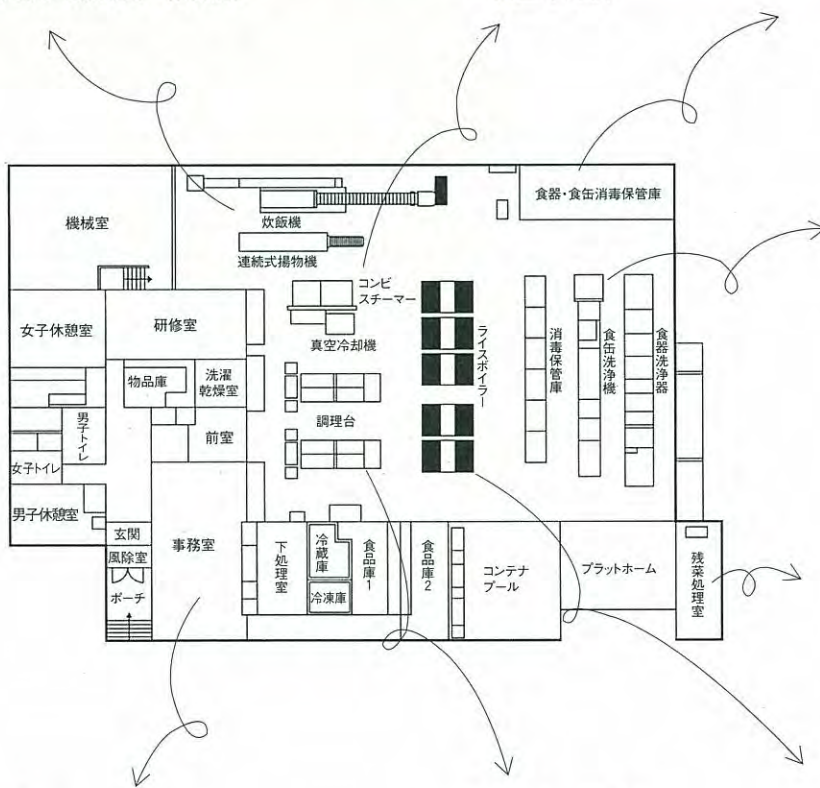 機械室
炊飯機
連続式揚物機
食器・食缶消毒保管庫
コンビ
スチーマー
真空冷却機
ライスボイラー
消毒保管庫
食缶洗浄機
食器洗浄器
女子休憩室
研修室
物品庫
洗濯
乾燥室
男子トイレ
前室
調理台
女子トイレ
男子休憩室
玄関
風除室
ポーチ
事務室
下処理室
冷蔵庫
冷凍庫
食品庫1
食品庫2
コンテナ
プール
プラットホーム
残菜処理室